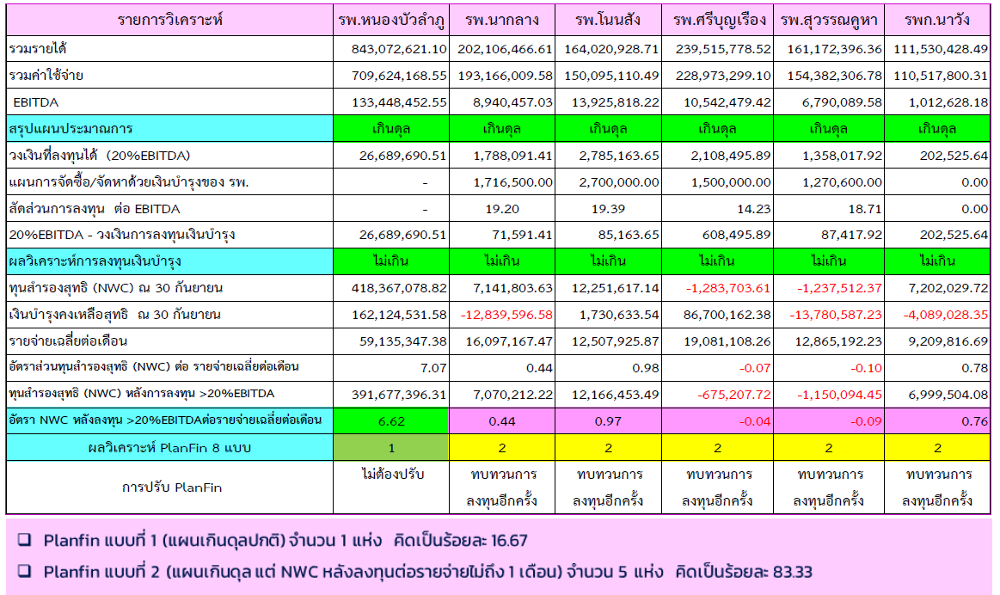 รายการวิเคราะห์ รพ.หนองบัวลำภู รพ.นากลาง รพ.โนนสัง รพ.ศรีบุญเรือง รพ.สุวรรณคูหา รพก.นาวัง
รวมรายได้ 843,072,621.10 202,106,466.61 164,020,928.71 239,515,778.52 161,172,396.36 111,530,428.49
รวมค่าใช้จ่าย 709,624,168.55 193,166,009.58 150,095,110.49 228,973,299.10 154,382,306.78 110,517,800.31
EBITDA 133,448,452.55 8,940,457.03 13,925,818.22 10,542,479.42 6,790,089.58 1,012,628.18
สรุปแผนประมาณการ เกินดุล เกินดุล เกินดุล เกินดุล เกินดุล เกินดุล
วงเงินที่ลงทุนได้ (20%EBITDA) 26,689,690.51 1,788,091.41 2,785,163.65 2,108,495.89 1,358,017.92 202,525.64
แผนการจัดซื้อ/จัดหาด้วยเงินบำรุงของ รพ. - 1,716,500.00 2,700,000.00 1,500,000.00 1,270,600.00 0.00
สัดส่วนการลงทุน ต่อ EBITDA - 19.20 19.39 14.23 18.71 0.00
20%EBITDA - วงเงินการลงทุนเงินบำรุง 26,689,690.51 71,591.41 85,163.65 608,495.89 87,417.92 202,525.64
ผลวิเคราะห์การลงทุนเงินบำรุง ไม่เกิน ไม่เกิน ไม่เกิน ไม่เกิน ไม่เกิน ไม่เกิน
ทุนสำรองสุทธิ (NWC) ณ 30 กันยายน 418,367,078.82 7,141,803.63 12,251,617.14 -1,283,703.61 -1,237,512.37 7,202,029.72
เงินบำรุงคงเหลือสุทธิ ณ 30 กันยายน 162,124,531.58 -12,839,596.58 1,730,633.54 86,700,162.38 -13,780,587.23 -4,089,028.35
รายจ่ายเฉลี่ยต่อเดือน 59,135,347.38 16,097,167.47 12,507,925.87 19,081,108.26 12,865,192.23 9,209,816.69
อัตราส่วนทุนสำรองสุทธิ (NWC) ต่อ รายจ่ายเฉลี่ยต่อเดือน 7.07 0.44 0.98 -0.07 -0.10 0.78
ทุนสำรองสุทธิ (NWC) หลังการลงทุน >20%EBITDA 391,677,396.31 7,070,212.22 12,166,453.49 -675,207.72 -1,150,094.45 6,999,504.08
อัตรา NWC หลังลงทุน >20%EBITDAต่อรายจ่ายเฉลี่ยต่อเดือน 6.62 0.44 0.97 -0.04 -0.09 0.76
ผลวิเคราะห์ PlanFin 8 แบบ 1 2 2 2 2 2
การปรับ PlanFin ไม่ต้องปรับ ทบทวนการ ทบทวนการ ทบทวนการ ทบทวนการ ทบทวนการ
ลงทุนอีกครั้ง ลงทุนอีกครั้ง ลงทุนอีกครั้ง ลงทุนอีกครั้ง ลงทุนอีกครั้ง
❑ Planfin แบบที่ 1 (แผนเกินดุลปกติ) จำนวน 1 แห่ง คิดเป็นร้อยละ 16.67
❑ Planfin แบบที่ 2 (แผนเกินดุล แต่ NWC หลังลงทุนต่อรายจ่ายไม่ถึง 1 เดือน) จำนวน 5 แห่ง คิดเป็นร้อยละ 83.33